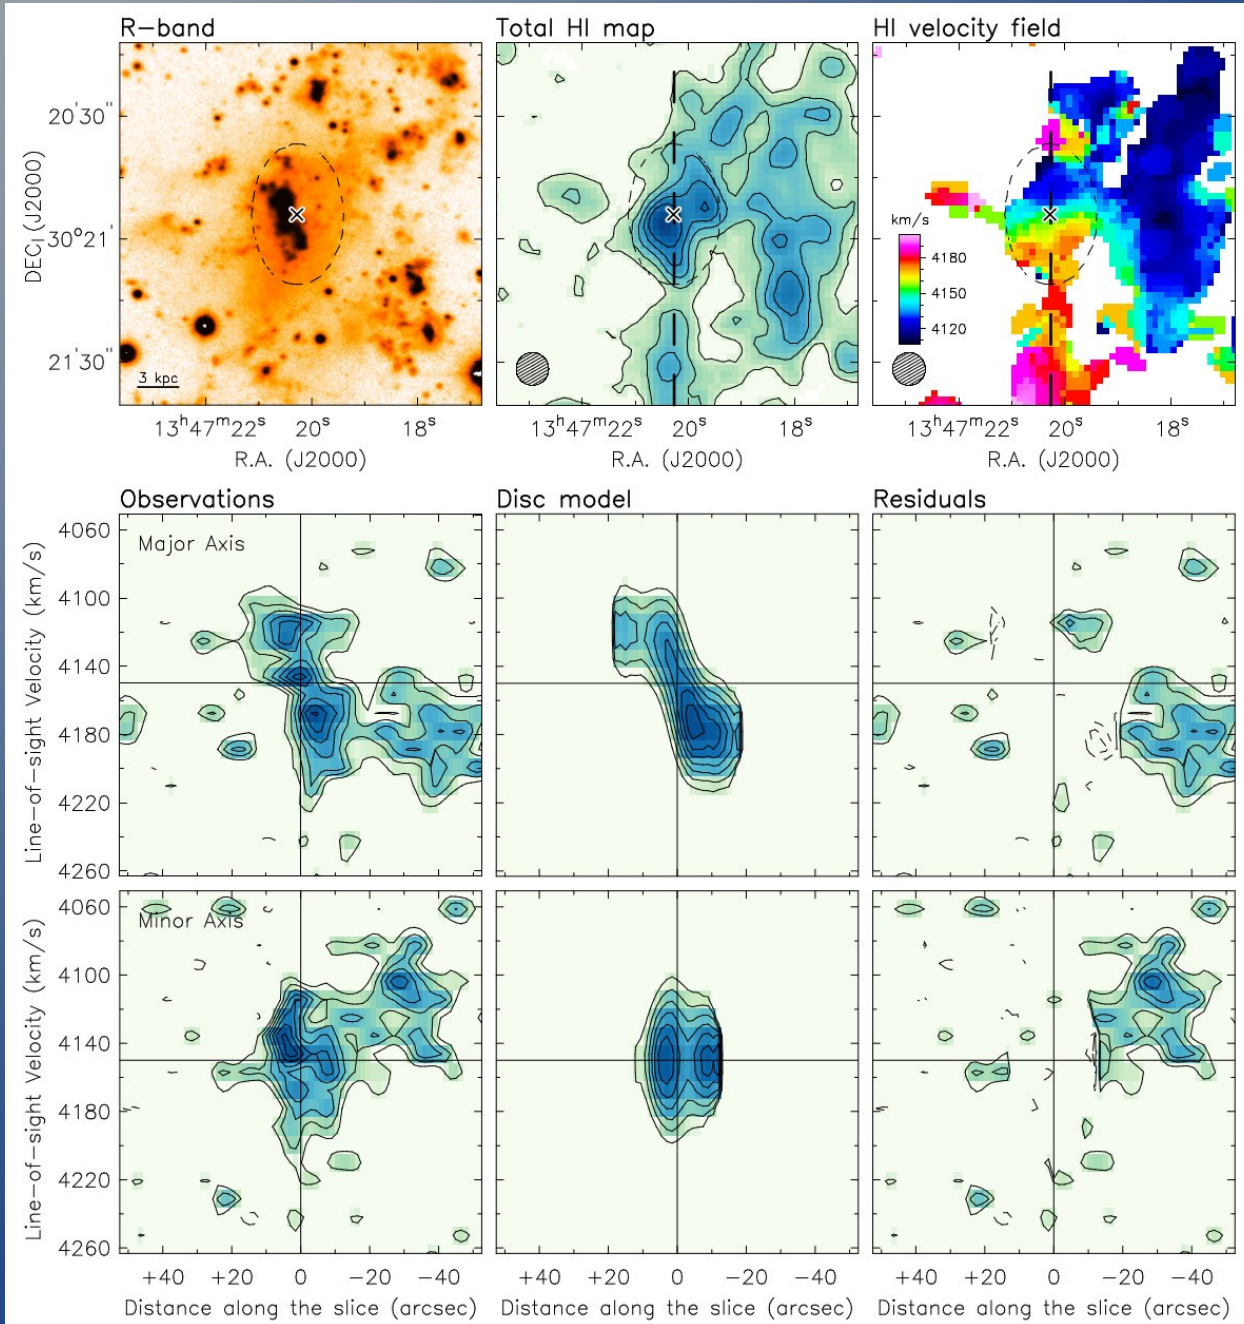 R-band
Total HI map
HI velocity field
DEC| (J2000)
20'30"
30°21'
21'30"
3 kpc
km/s
4180
4150
4120
13h47m22s 20s 18s
13h47m22s 20s 18s
13h47m22s 20s 18s
R.A. (J2000)
R.A. (J2000)
R.A. (J2000)
Observations
Disc model
Residuals
Line-of-sight Velocity (km/s)
4060
4100
4140
4180
4220
4260
Major Axis
Line-of-sight Velocity (km/s)
4060
4100
4140
4180
4220
4260
Minor Axis
+40 +20 0 -20 -40
+40 +20 0 -20 -40
+40 +20 0 -20 -40
Distance along the slice (arcsec)
Distance along the slice (arcsec)
Distance along the slice (arcsec)